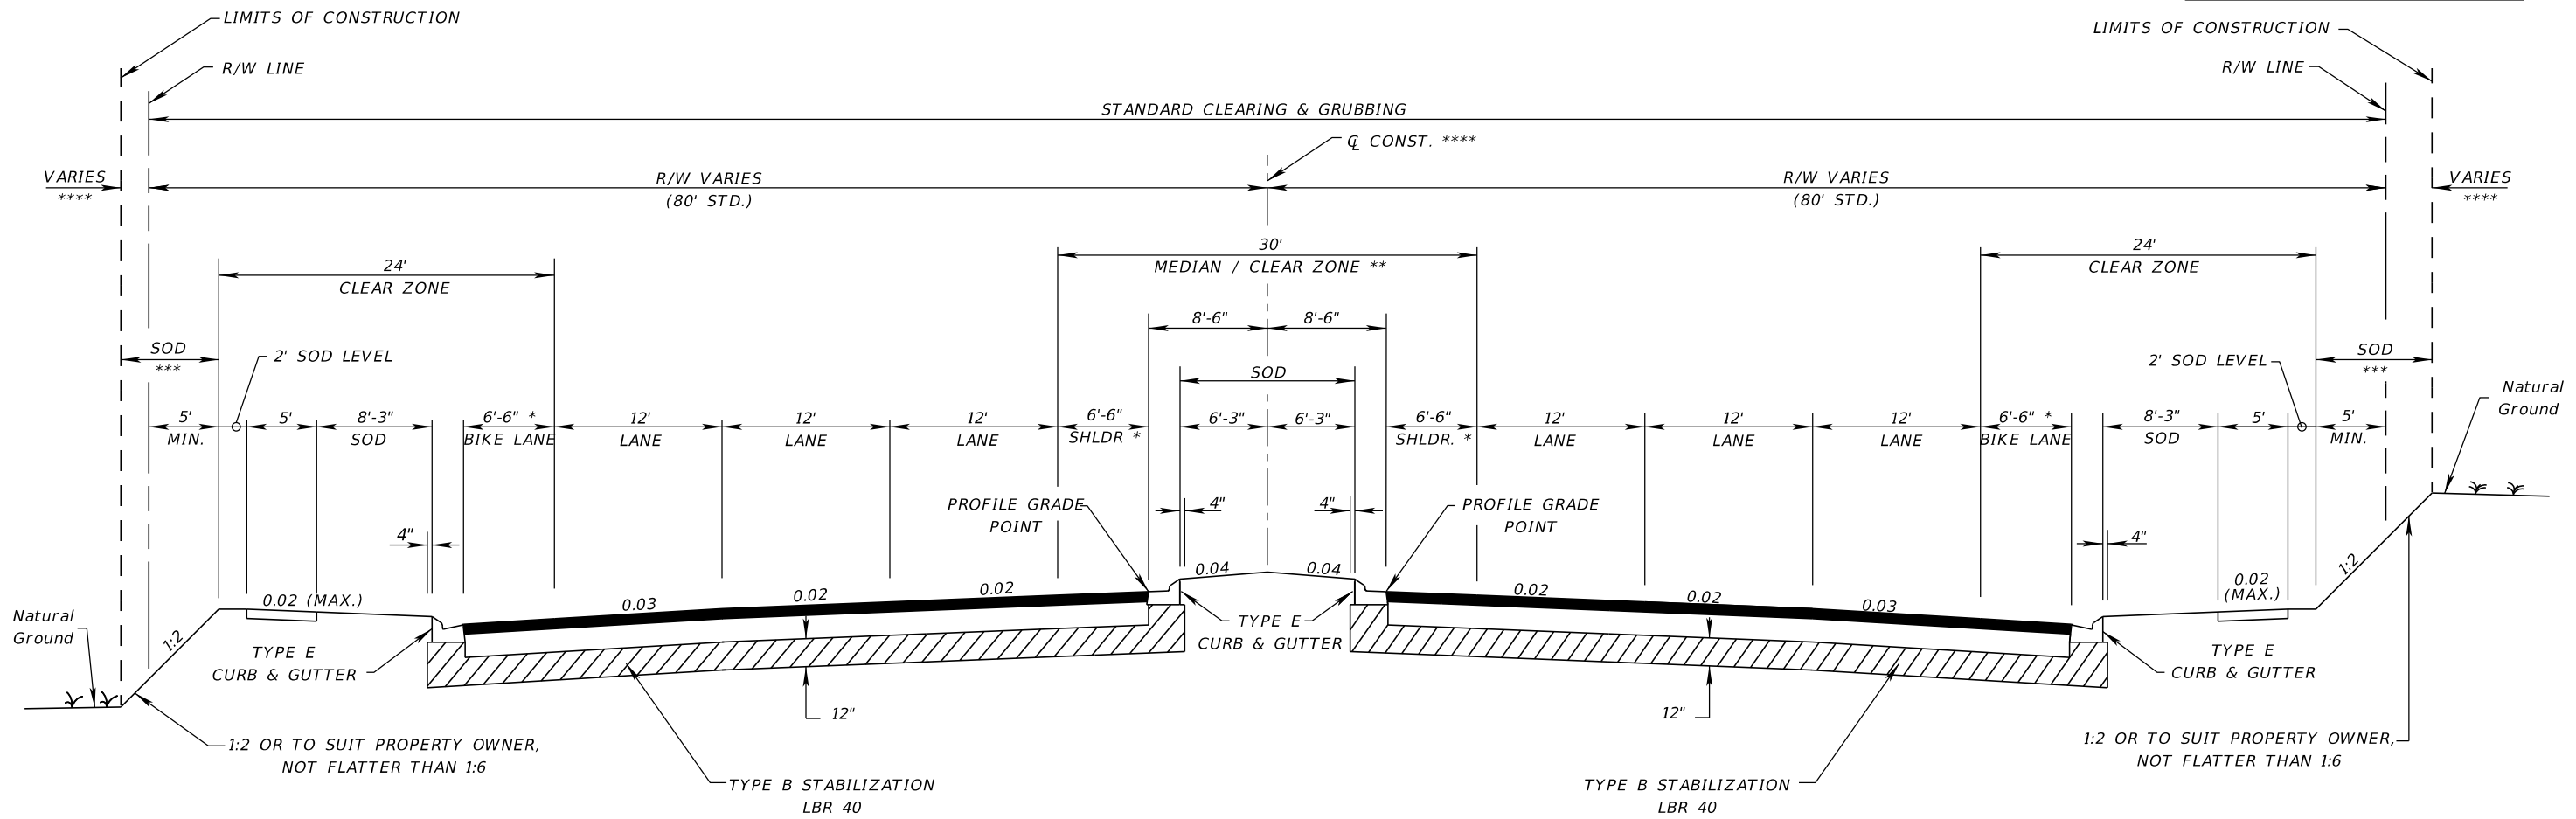 LIMITS OF CONSTRUCTION
LIMITS OF CONSTRUCTION
R/W LINE
R/W LINE
STANDARD CLEARING & GRUBBING
℄ CONST. ****
VARIES
****
R/W VARIES
(80' STD.)
R/W VARIES
(80' STD.)
VARIES
****
24'
CLEAR ZONE
30'
MEDIAN / CLEAR ZONE **
24'
CLEAR ZONE
8'-6"
8'-6"
SOD
***
2' SOD LEVEL
SOD
2' SOD LEVEL
SOD
***
Natural
Ground
5'
MIN.
5'
8'-3"
SOD
6'-6" *
BIKE LANE
12'
LANE
12'
LANE
12'
LANE
6'-6"
SHLDR *
6'-3"
6'-3"
6'-6"
SHLDR. *
12'
LANE
12'
LANE
12'
LANE
6'-6" *
BIKE LANE
8'-3"
SOD
5'
5'
MIN.
PROFILE GRADE
POINT
4"
4"
PROFILE GRADE
POINT
4"
4"
0.04
0.04
0.02 (MAX.)
0.03
0.02
0.02
0.02
0.02
0.03
0.02
(MAX.)
1:2
1:2
Natural
Ground
TYPE E
CURB & GUTTER
TYPE E
CURB & GUTTER
TYPE E
CURB & GUTTER
12"
12"
1:2 OR TO SUIT PROPERTY OWNER,
NOT FLATTER THAN 1:6
1:2 OR TO SUIT PROPERTY OWNER,
NOT FLATTER THAN 1:6
TYPE B STABILIZATION
LBR 40
TYPE B STABILIZATION
LBR 40